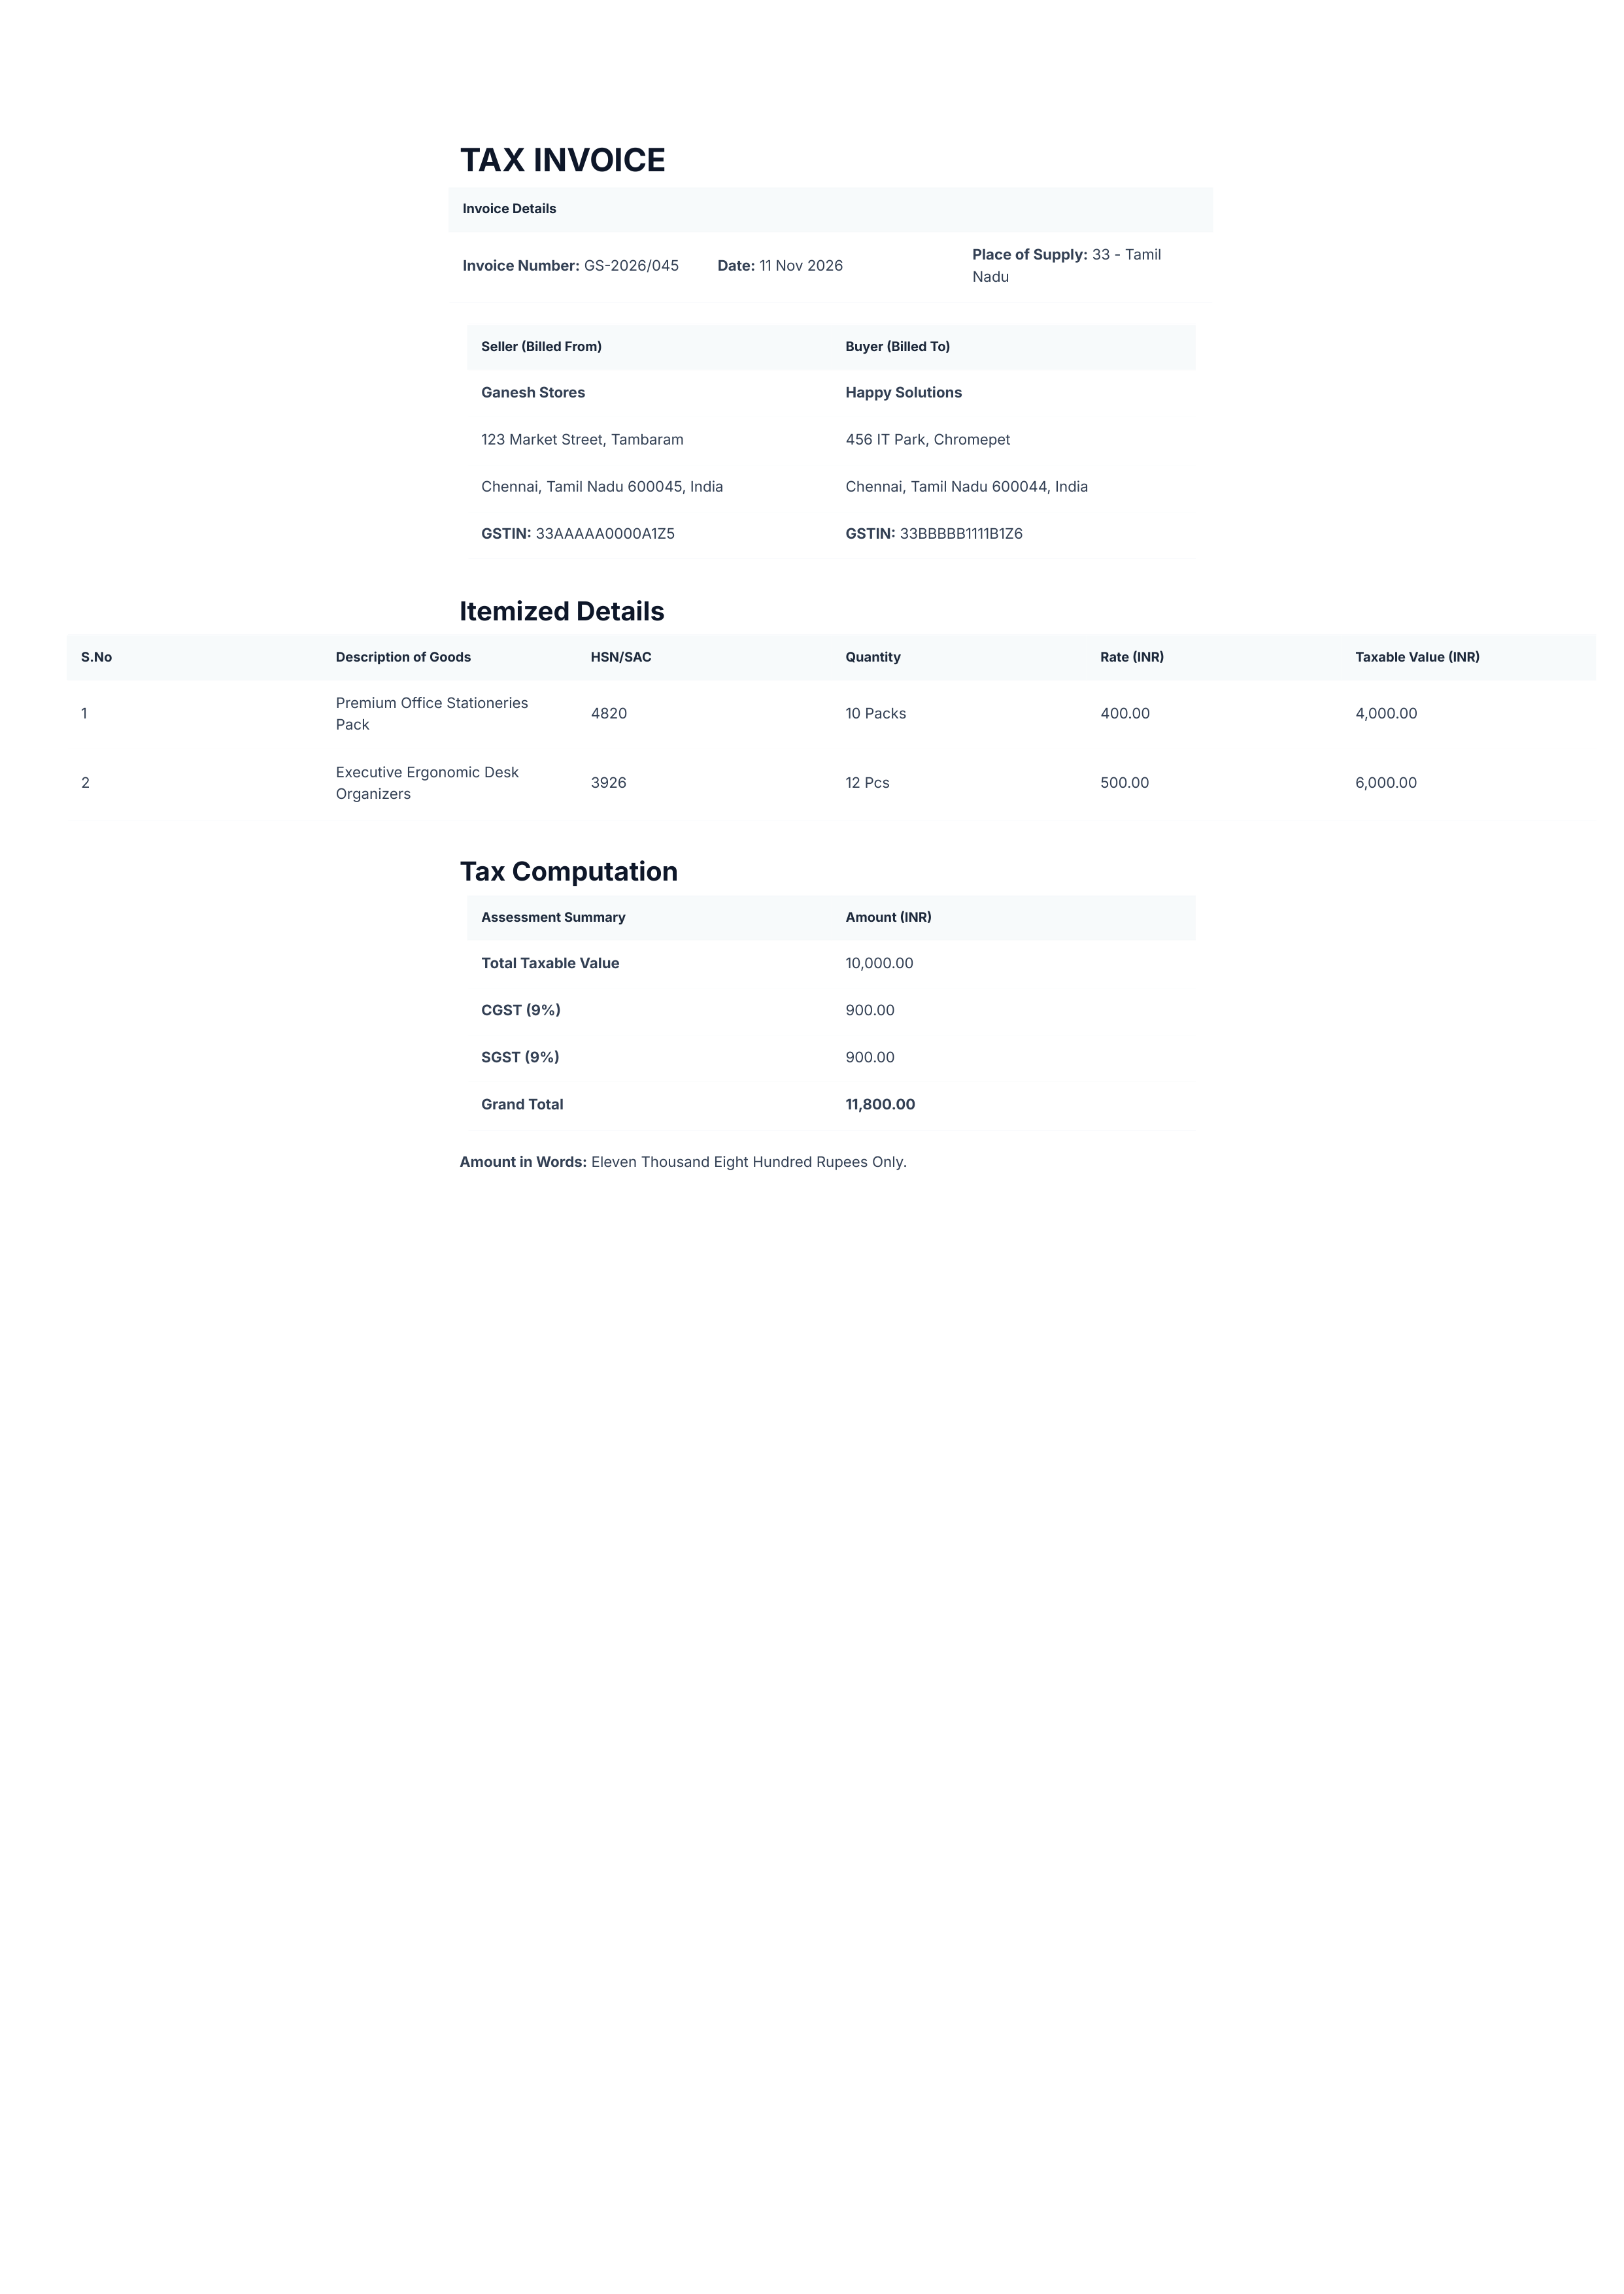 TAX INVOICE
Invoice Details
Invoice Number: GS-2026/045 Date: 11 Nov 2026 Place of Supply: 33 - Tamil
Nadu
Seller (Billed From) Buyer (Billed To)
Ganesh Stores Happy Solutions
123 Market Street, Tambaram 456 IT Park, Chromepet
Chennai, Tamil Nadu 600045, India Chennai, Tamil Nadu 600044, India
GSTIN: 33AAAAA0000A1Z5 GSTIN: 33BBBBB1111B1Z6
Itemized Details
S.No Description of Goods HSN/SAC Quantity Rate (INR) Taxable Value (INR)
1 Premium Office Stationeries
Pack 4820 10 Packs 400.00 4,000.00
2 Executive Ergonomic Desk
Organizers 3926 12 Pcs 500.00 6,000.00
Tax Computation
Assessment Summary Amount (INR)
Total Taxable Value 10,000.00
CGST (9%) 900.00
SGST (9%) 900.00
Grand Total 11,800.00
Amount in Words: Eleven Thousand Eight Hundred Rupees Only.